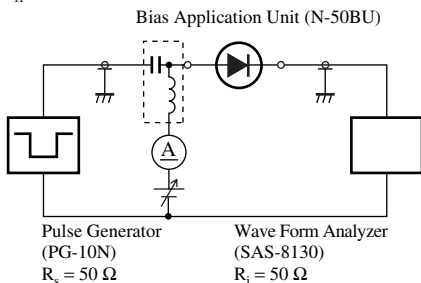 Bias Application Unit (N-50BU)
A
Pulse Generator
(PG-10N)
Rs = 50 Ω
Wave Form Analyzer
(SAS-8130)
Ri = 50 Ω